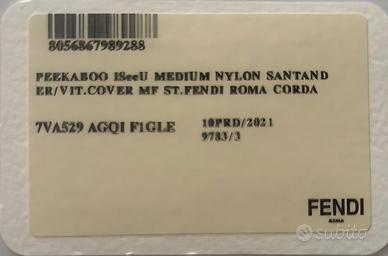 8056867989288
PEEKABOO ISeeU MEDIUM NYLON SANTAND
ER/VIT.COVER MF ST.FENDI ROMA CORDA
7VA529 AGQI F1GLE
10PRD/2021
9783/3
FENDI
ROMA
subito